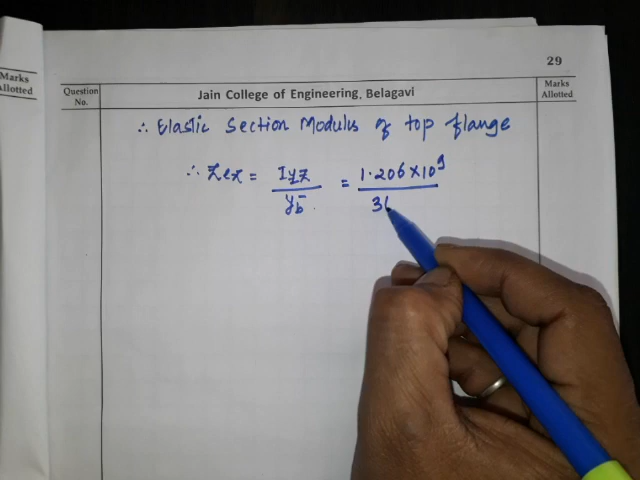 29
Marks Allotted
Question No.
Jain College of Engineering, Belagavi
Marks Allotted
∴ Elastic Section Modulus of top flange
∴ Zex = Iyz / yb̄ = 1.206×10⁹ / 3